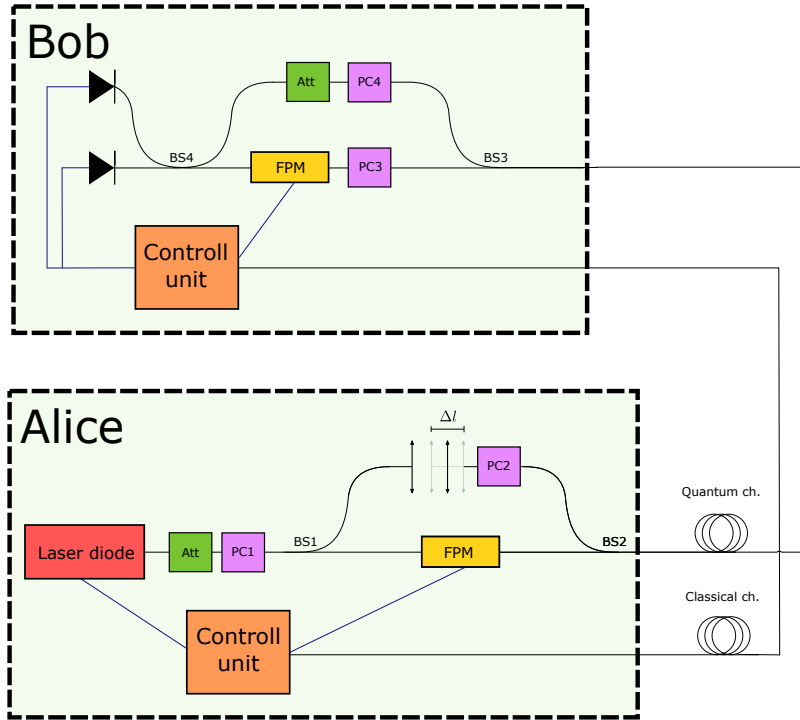 Bob
Att
PC4
BS4
BS3
FPM
PC3
Controll
unit
Alice
Δl
PC2
Quantum ch.
Laser diode
Att
PC1
BS1
FPM
BS2
Classical ch.
Controll
unit